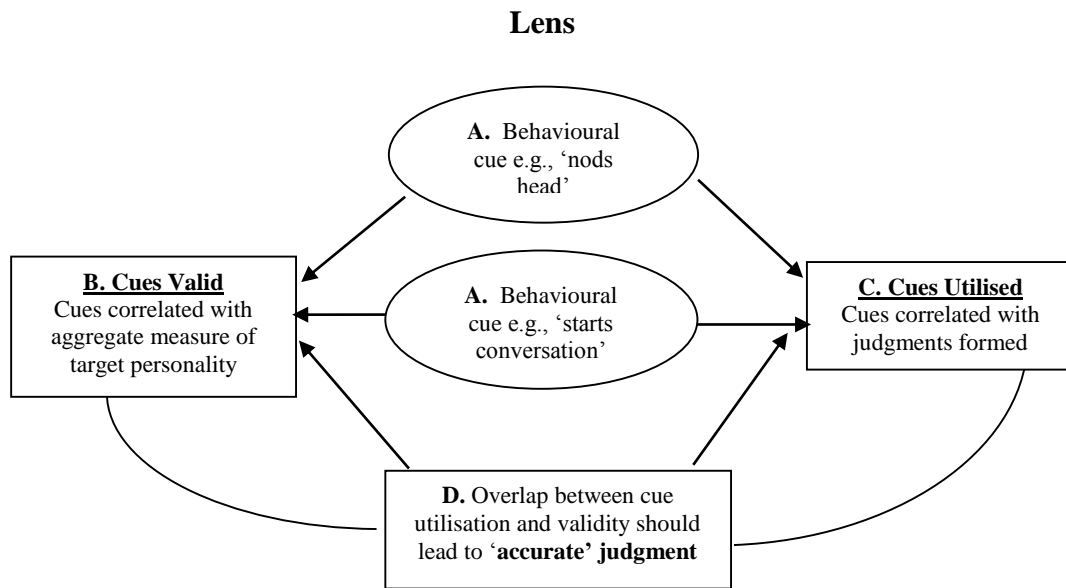 Lens
A. Behavioural
cue e.g., ‘nods
head’
B. Cues Valid
Cues correlated with
aggregate measure of
target personality
A. Behavioural
cue e.g., ‘starts
conversation’
C. Cues Utilised
Cues correlated with
judgments formed
D. Overlap between cue
utilisation and validity should
lead to ‘accurate’ judgment